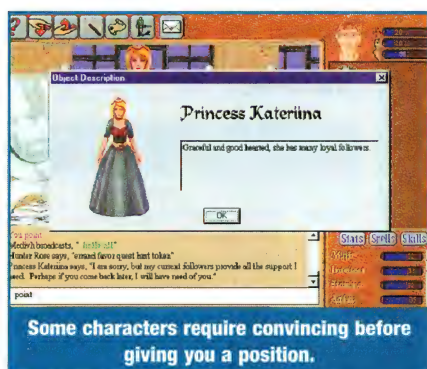 Object Description
Princess Kateriina
Graceful and good hearted, she has many loyal followers.
OK
You point
Medivh broadcasts, "
Hunter Ross says, "errand favor quest hint token"
Princess Kateriina says, "I am sorry, but my current followers provide all the support I
need. Perhaps if you come back later, I will have need of you."
point
Stats Spells Skills
Some characters require convincing before
giving you a position.